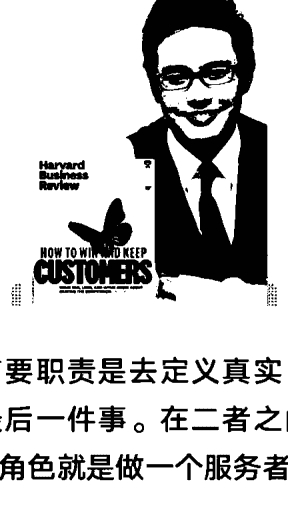 Harvard
Business
Review
HOW TO WIN AND KEEP
CUSTOMERS
要职责是去定义真实
后一件事。在二者之
角色就是做一个服务者